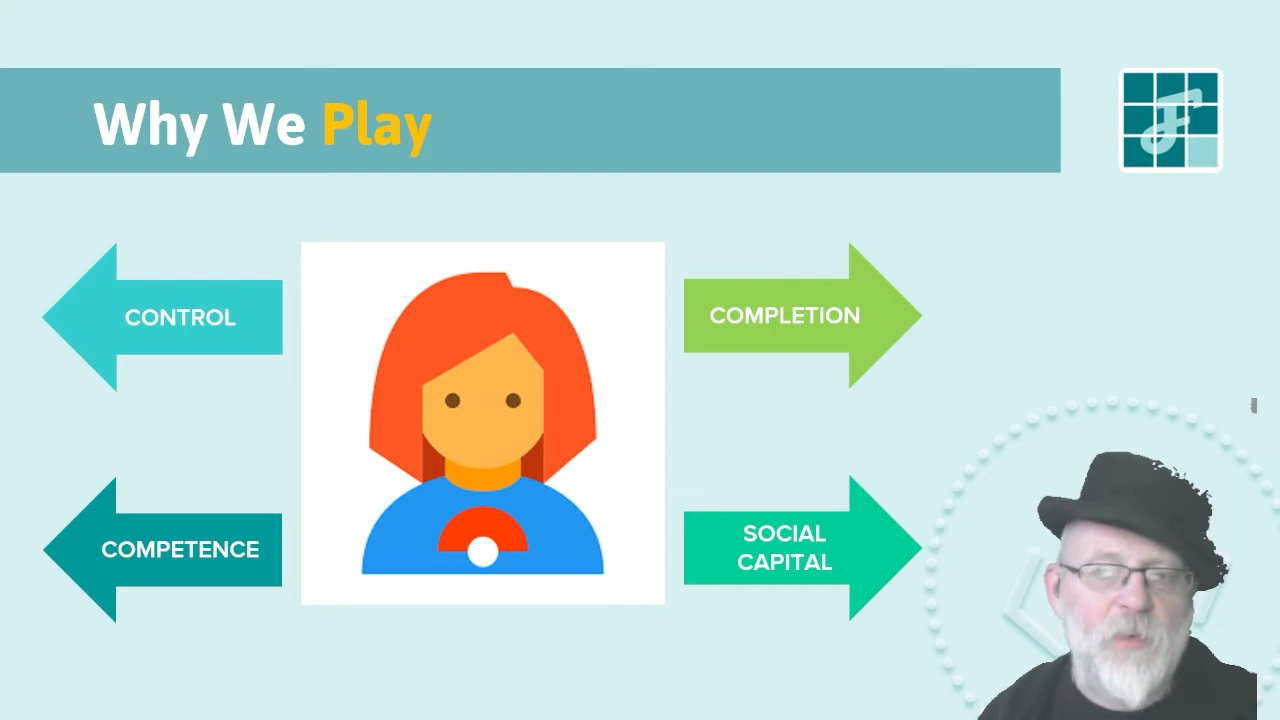 Why We Play
CONTROL
COMPLETION
COMPETENCE
SOCIAL
CAPITAL
F